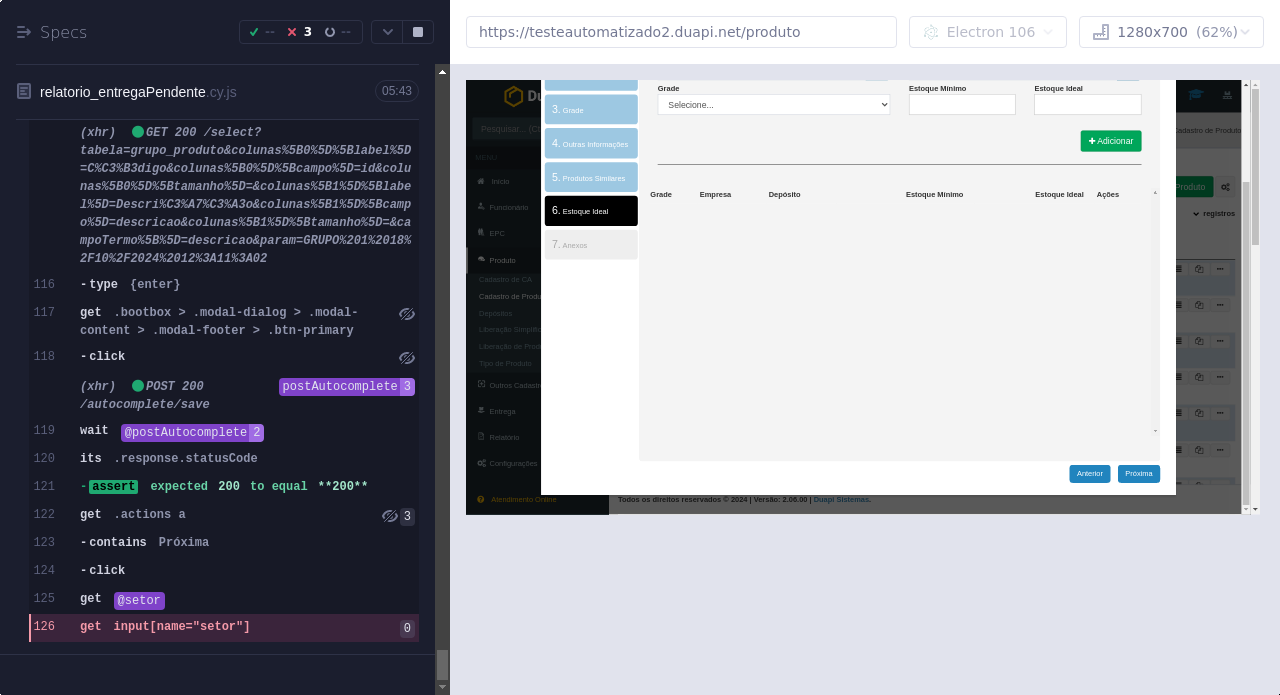 Specs
-- 3 --
https://testeautomatizado2.duapi.net/produto
Electron 106
1280x700 (62%)
relatorio_entregaPendente.cy.js
05:43
(xhr) GET 200 /select?
tabela=grupo_produto&colunas%5B0%5D%5Blabel%5D
=C%C3%B3digo&colunas%5B0%5D%5Bcampo%5D=id&colu
nas%5B0%5D%5Btamanho%5D=&colunas%5B1%5D%5Blabe
l%5D=Descri%C3%A7%C3%A3o&colunas%5B1%5D%5Bcamp
o%5D=descricao&colunas%5B1%5D%5Btamanho%5D=&ca
mpoTermo%5B%5D=descricao&param=GRUPO%201%2018%
2F10%2F2024%2012%3A11%3A02
116 -type {enter}
117 get .bootbox > .modal-dialog > .modal-
content > .modal-footer > .btn-primary
118 -click
(xhr) POST 200 postAutocomplete 3
/autocomplete/save
119 wait @postAutocomplete 2
120 its .response.statusCode
121 -assert expected 200 to equal **200**
122 get .actions a 3
123 -contains Próxima
124 -click
125 get @setor
126 get input[name="setor"] 0
Pesquisar...
MENU
Início
Funcionário
EPC
Produto
Cadastro de CA
Cadastro de Produ
Depósitos
Liberação Simplific
Tipo de Produto
Outros Cadastr
Entrega
Relatório
Configurações
Atendimento Online
3. Grade
4. Outras Informações
5. Produtos Similares
6. Estoque Ideal
7. Anexos
Grade
Estoque Mínimo
Estoque Ideal
Selecione...
Adicionar
Grade Empresa Depósito Estoque Mínimo Estoque Ideal Ações
Anterior
Próxima
Cadastro de Produto
Produto
registros
Todos os direitos reservados © 2024 | Versão: 2.06.00 | Duapi Sistemas.